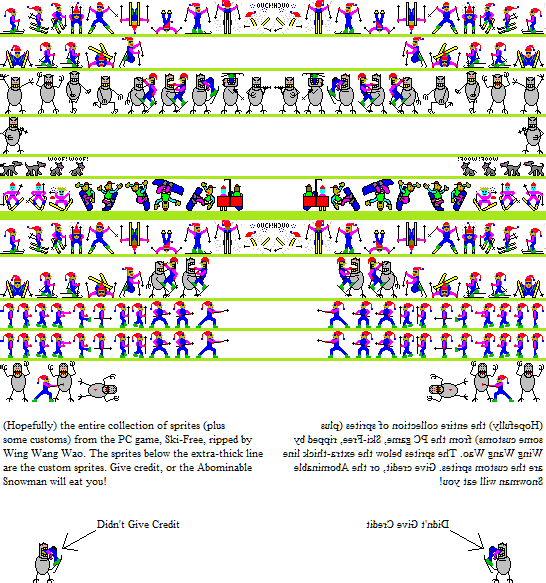 OUCH! OUCH!
WOOF! WOOF!
WOOF! WOOF!
OUCH! OUCH!
(Hopefully) the entire collection of sprites (plus
some customs) from the PC game, Ski-Free, ripped by
Wing Wang Wao. The sprites below the extra-thick line
are the custom sprites. Give credit, or the Abominable
Snowman will eat you!
(Hopefully) the entire collection of sprites (plus
some customs) from the PC game, Ski-Free, ripped by
Wing Wang Wao. The sprites below the extra-thick line
are the custom sprites. Give credit, or the Abominable
Snowman will eat you!
Didn't Give Credit
Didn't Give Credit